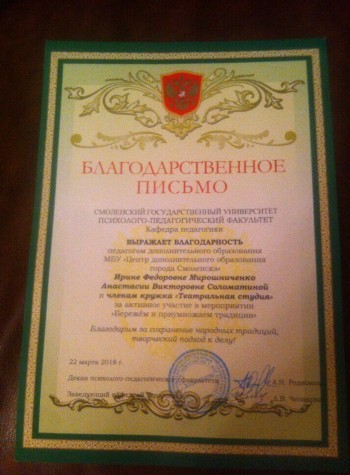 БЛАГОДАРСТВЕННОЕ
ПИСЬМО
СМОЛЕНСКИЙ ГОСУДАРСТВЕННЫЙ УНИВЕРСИТЕТ
ПСИХОЛОГО-ПЕДАГОГИЧЕСКИЙ ФАКУЛЬТЕТ
Кафедра педагогики
ВЫРАЖАЕТ БЛАГОДАРНОСТЬ
педагогам дополнительного образования
МБУ «Центр дополнительного образования
города Смоленска»
Ирине Федоровне Мирошниченко
Анастасии Викторовне Соломатиной
и членам кружка «Театральная студия»
за активное участие в мероприятии
«Бережём и приумножаем традиции»
Благодарим за сохранение народных традиций,
творческий подход к делу!
22 марта 2018 г.
Декан психолого-педагогического факультета
Заведующий кафедрой